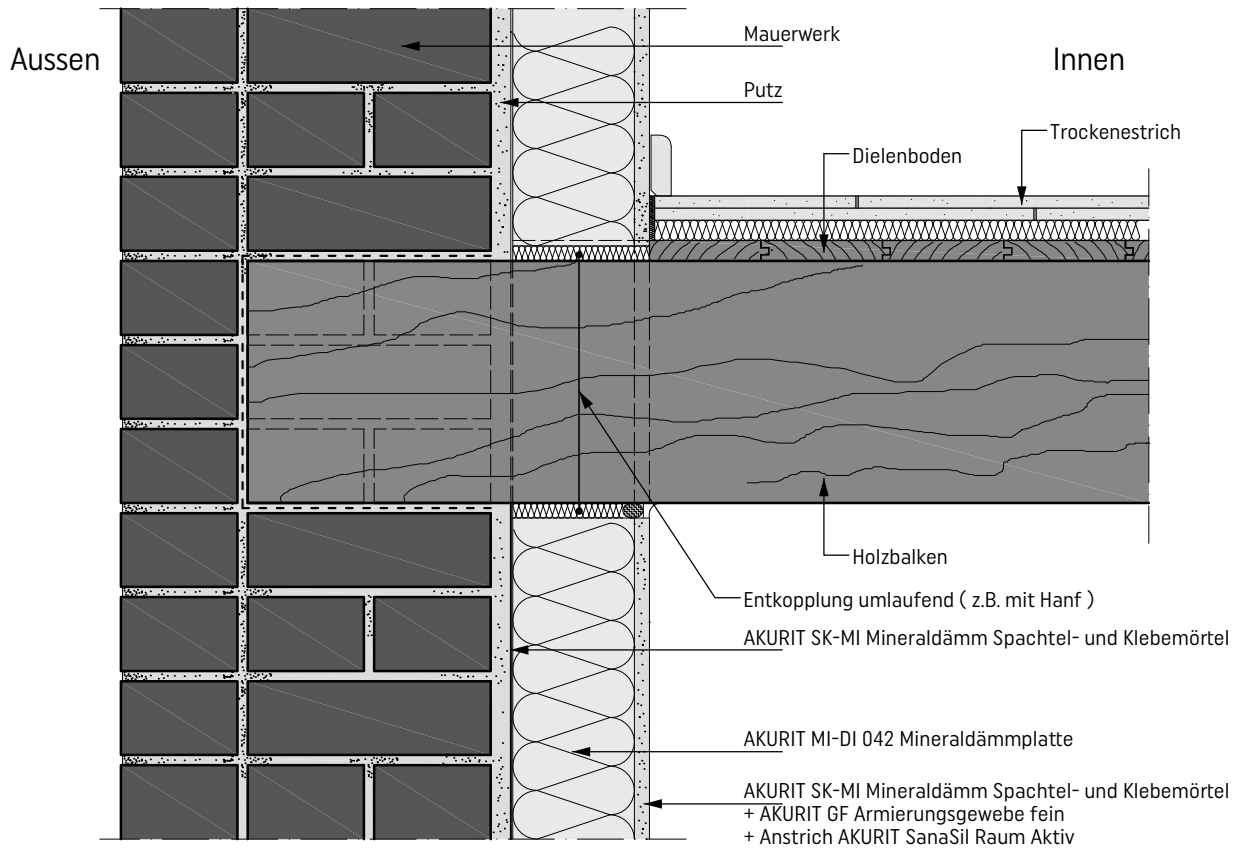 Aussen
Mauerwerk
Innen
Putz
Trockenestrich
Dielenboden
Holzbalken
Entkopplung umlaufend ( z.B. mit Hanf )
AKURIT SK-MI Mineraldämm Spachtel- und Klebemörtel
AKURIT MI-DI 042 Mineraldämmplatte
AKURIT SK-MI Mineraldämm Spachtel- und Klebemörtel
+ AKURIT GF Armierungsgewebe fein
+ Anstrich AKURIT SanaSil Raum Aktiv